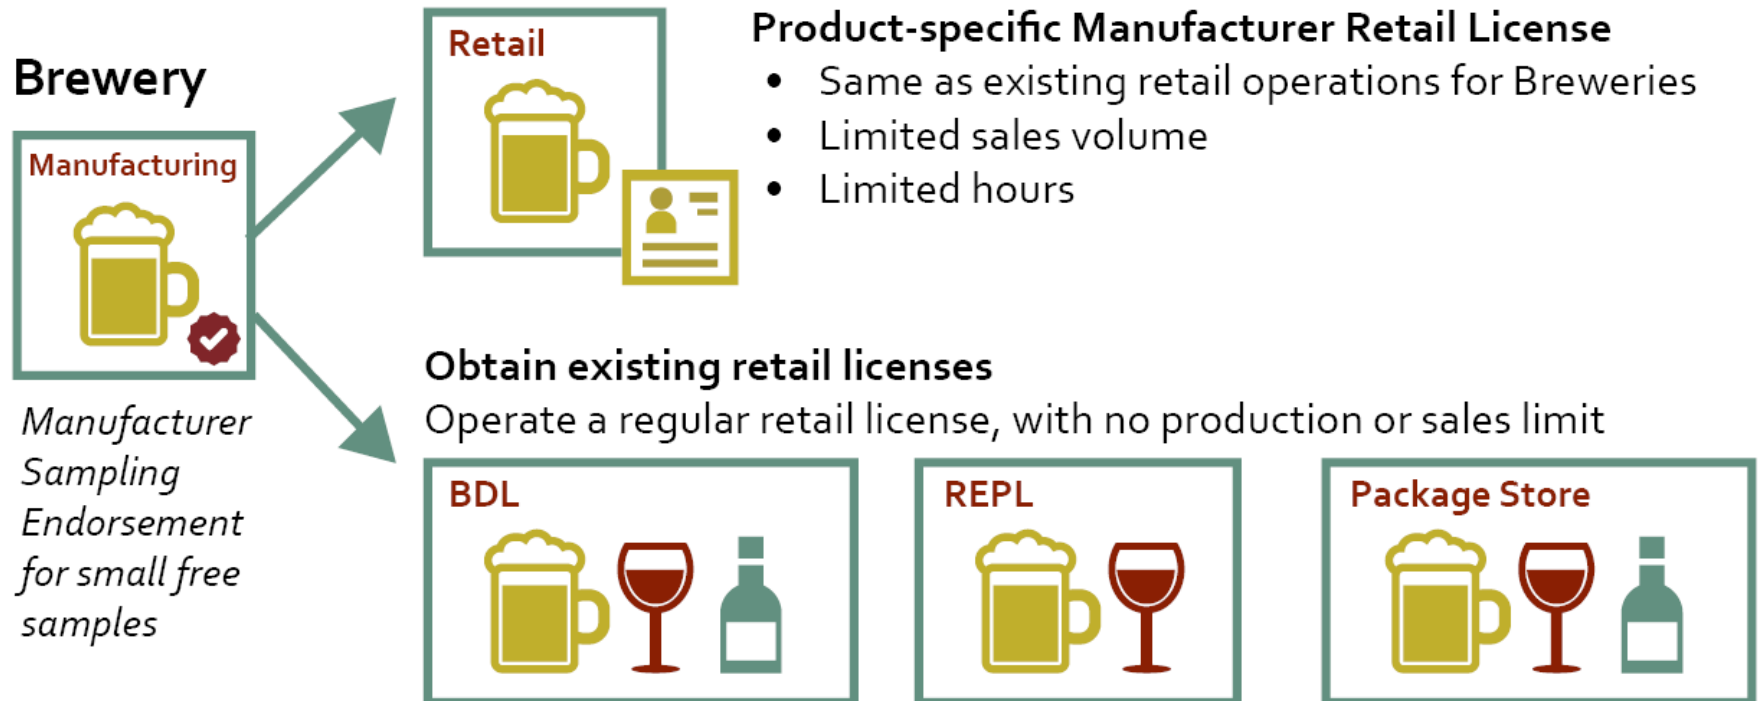 Brewery
Manufacturing
Manufacturer
Sampling
Endorsement
for small free
samples
Retail
Product-specific Manufacturer Retail License
• Same as existing retail operations for Breweries
• Limited sales volume
• Limited hours
Obtain existing retail licenses
Operate a regular retail license, with no production or sales limit
BDL
REPL
Package Store